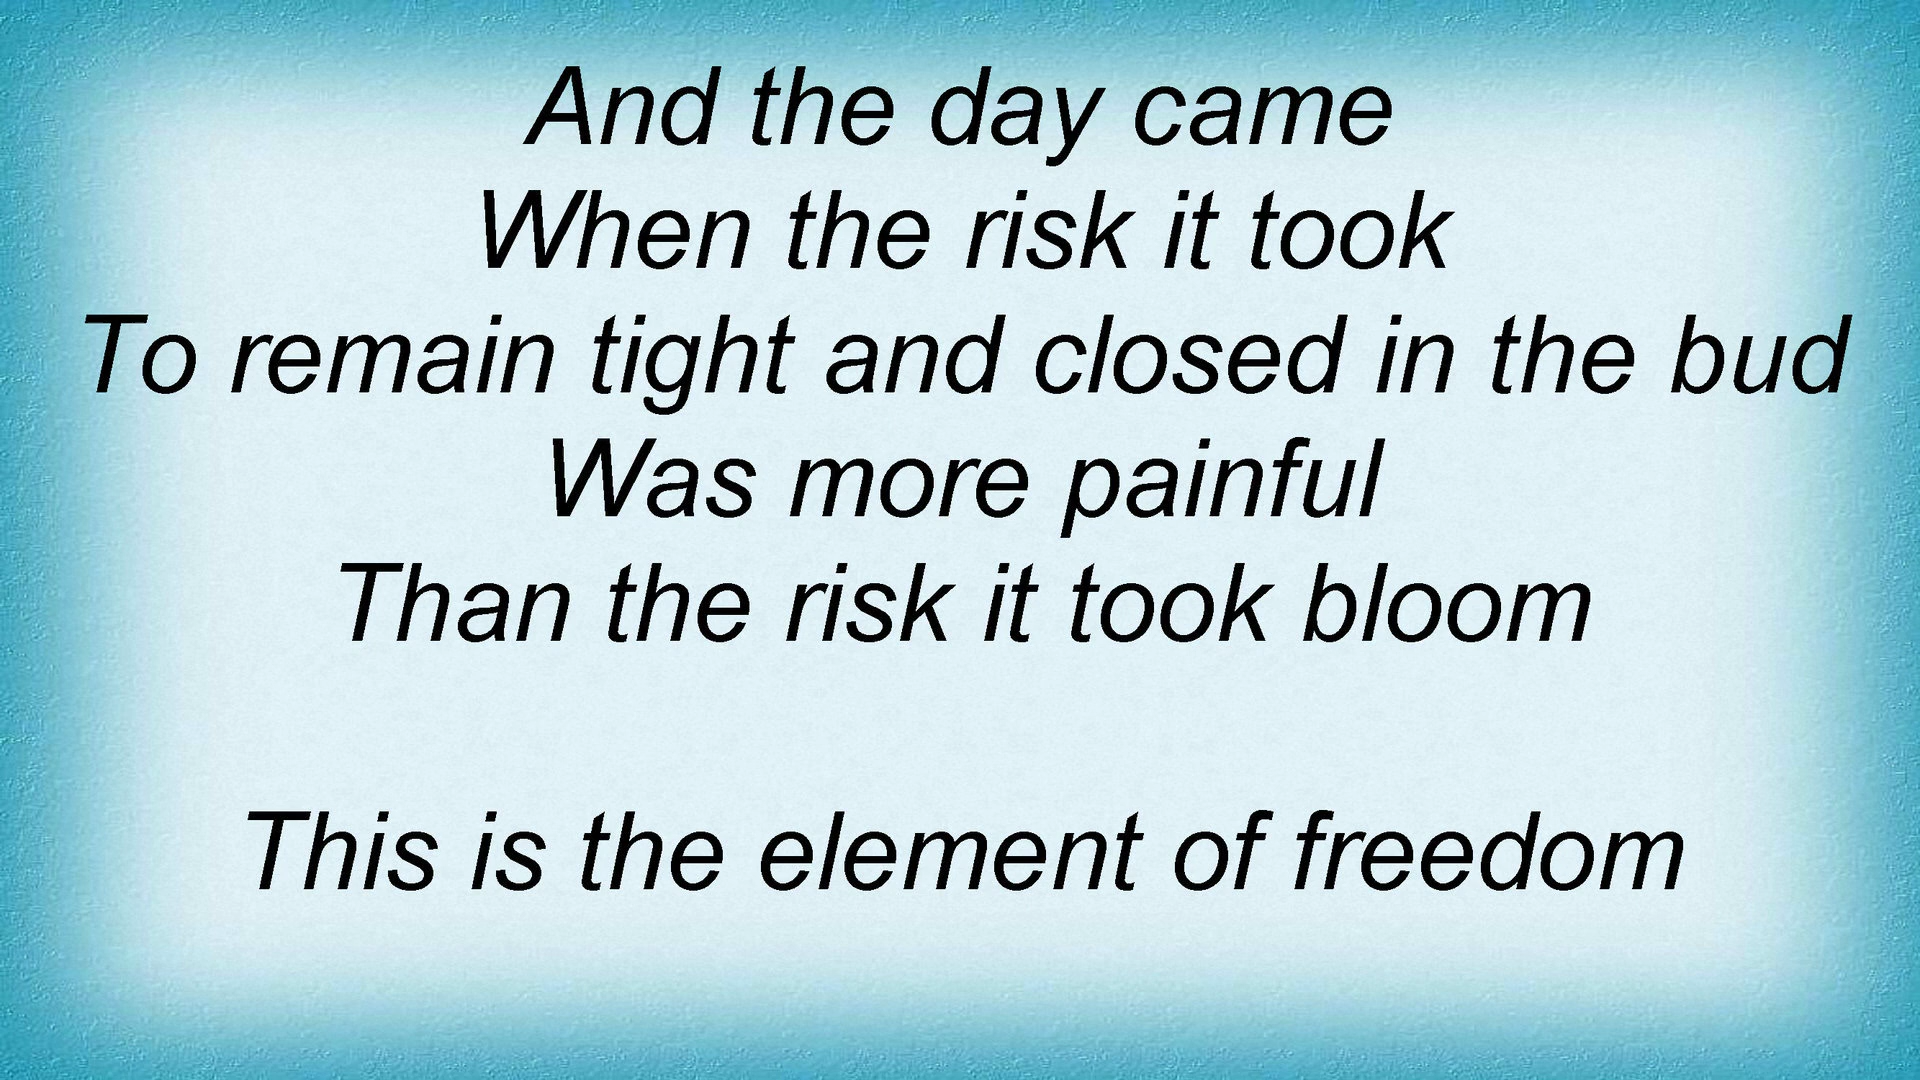 And the day came
When the risk it took
To remain tight and closed in the bud
Was more painful
Than the risk it took bloom
This is the element of freedom